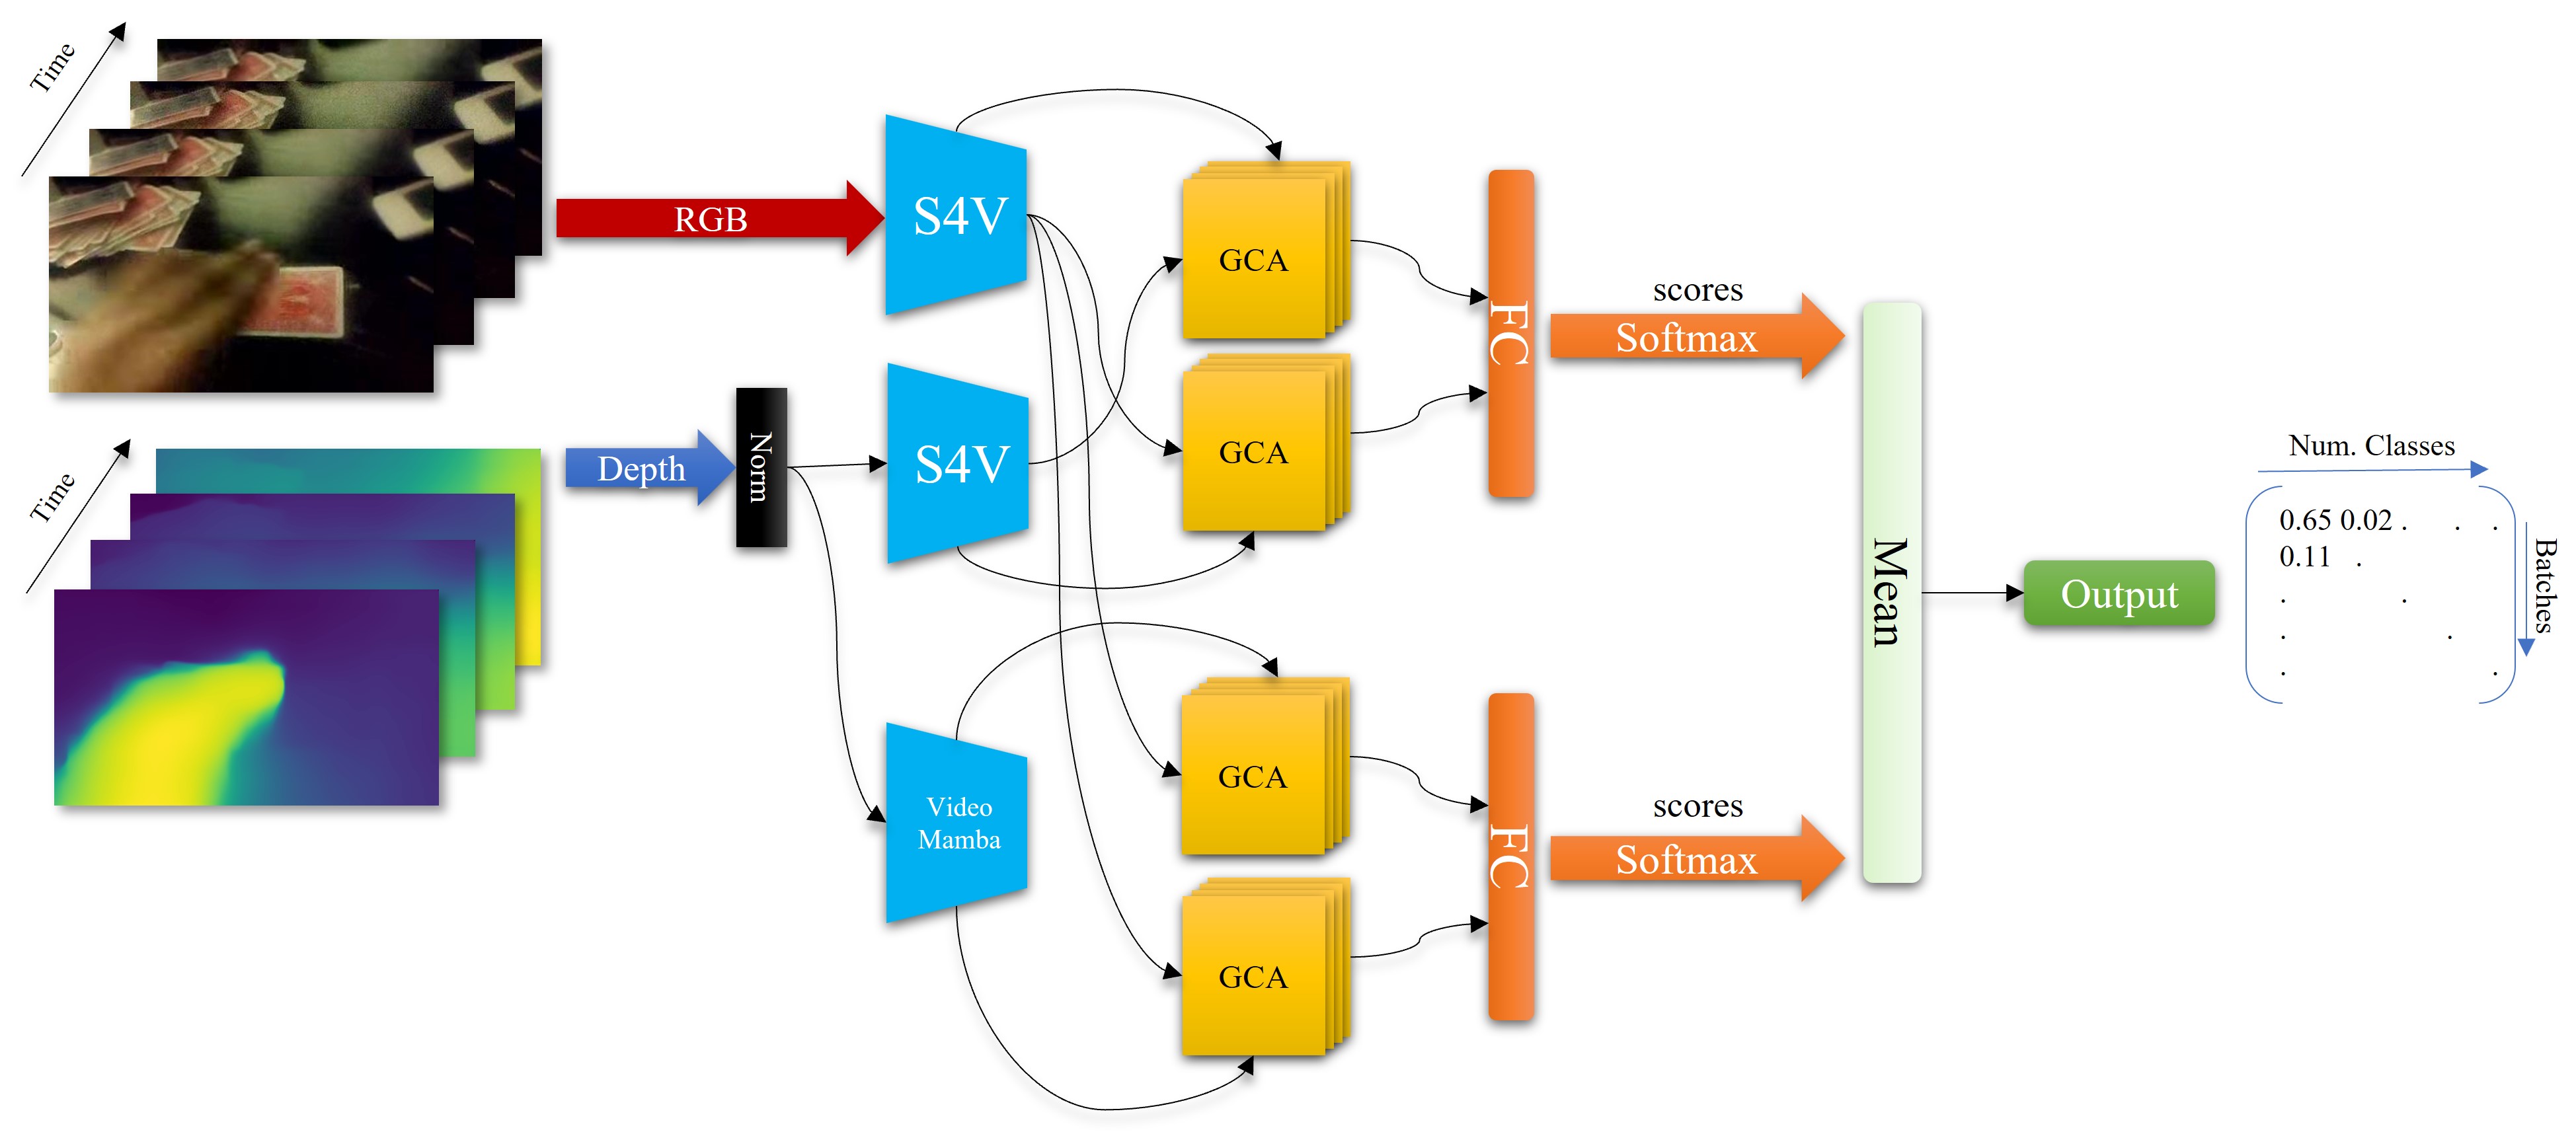 Time
RGB
S4V
GCA
FC
scores
Softmax
Time
Depth
Norm
S4V
GCA
Mean
Output
Num. Classes
0.65 0.02 . . .
0.11 .
. .
. .
. .
Batches
Video
Mamba
GCA
FC
scores
Softmax
GCA